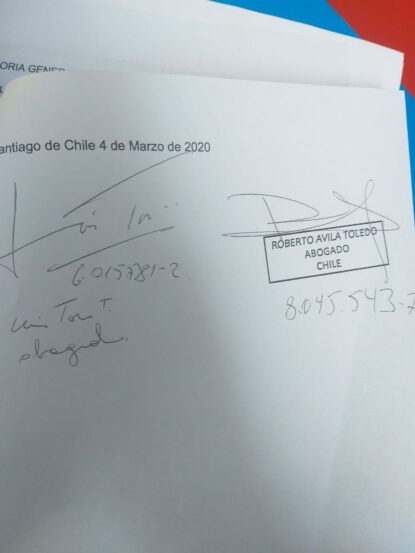 ORIA GENER
antiago de Chile 4 de Marzo de 2020
ROBERTO AVILA TOLEDO
ABOGADO
CHILE
6.015781-2
8.045.543-7
abogado.